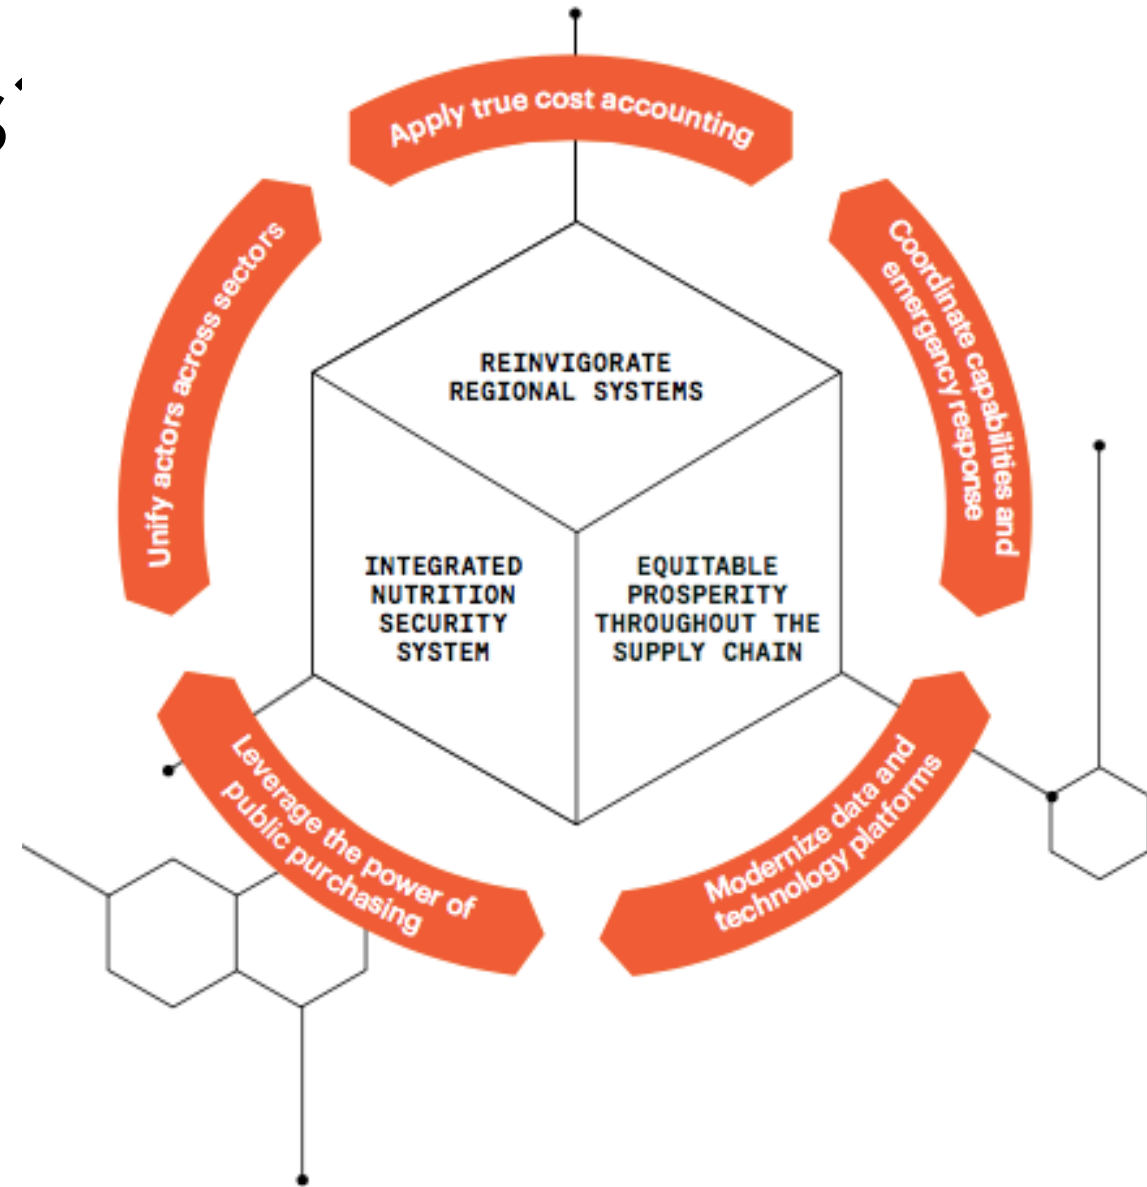 Apply true cost accounting
Coordinate capabilities and
emergency response
Unify actors across sectors
REINVIGORATE
REGIONAL SYSTEMS
INTEGRATED
NUTRITION
SECURITY
SYSTEM
EQUITABLE
PROSPERITY
THROUGHOUT THE
SUPPLY CHAIN
Leverage the power of
public purchasing
Modernize data and
technology platforms